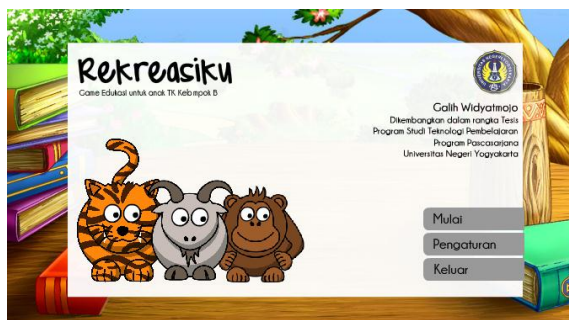 Rekreasiku
Game Edukasi untuk anak TK Kelompok B
Galih Widyatmojo
Dikembangkan dalam rangka Tesis
Program Studi Teknologi Pembelajaran
Program Pascasarjana
Universitas Negeri Yogyakarta
Mulai
Pengaturan
Keluar